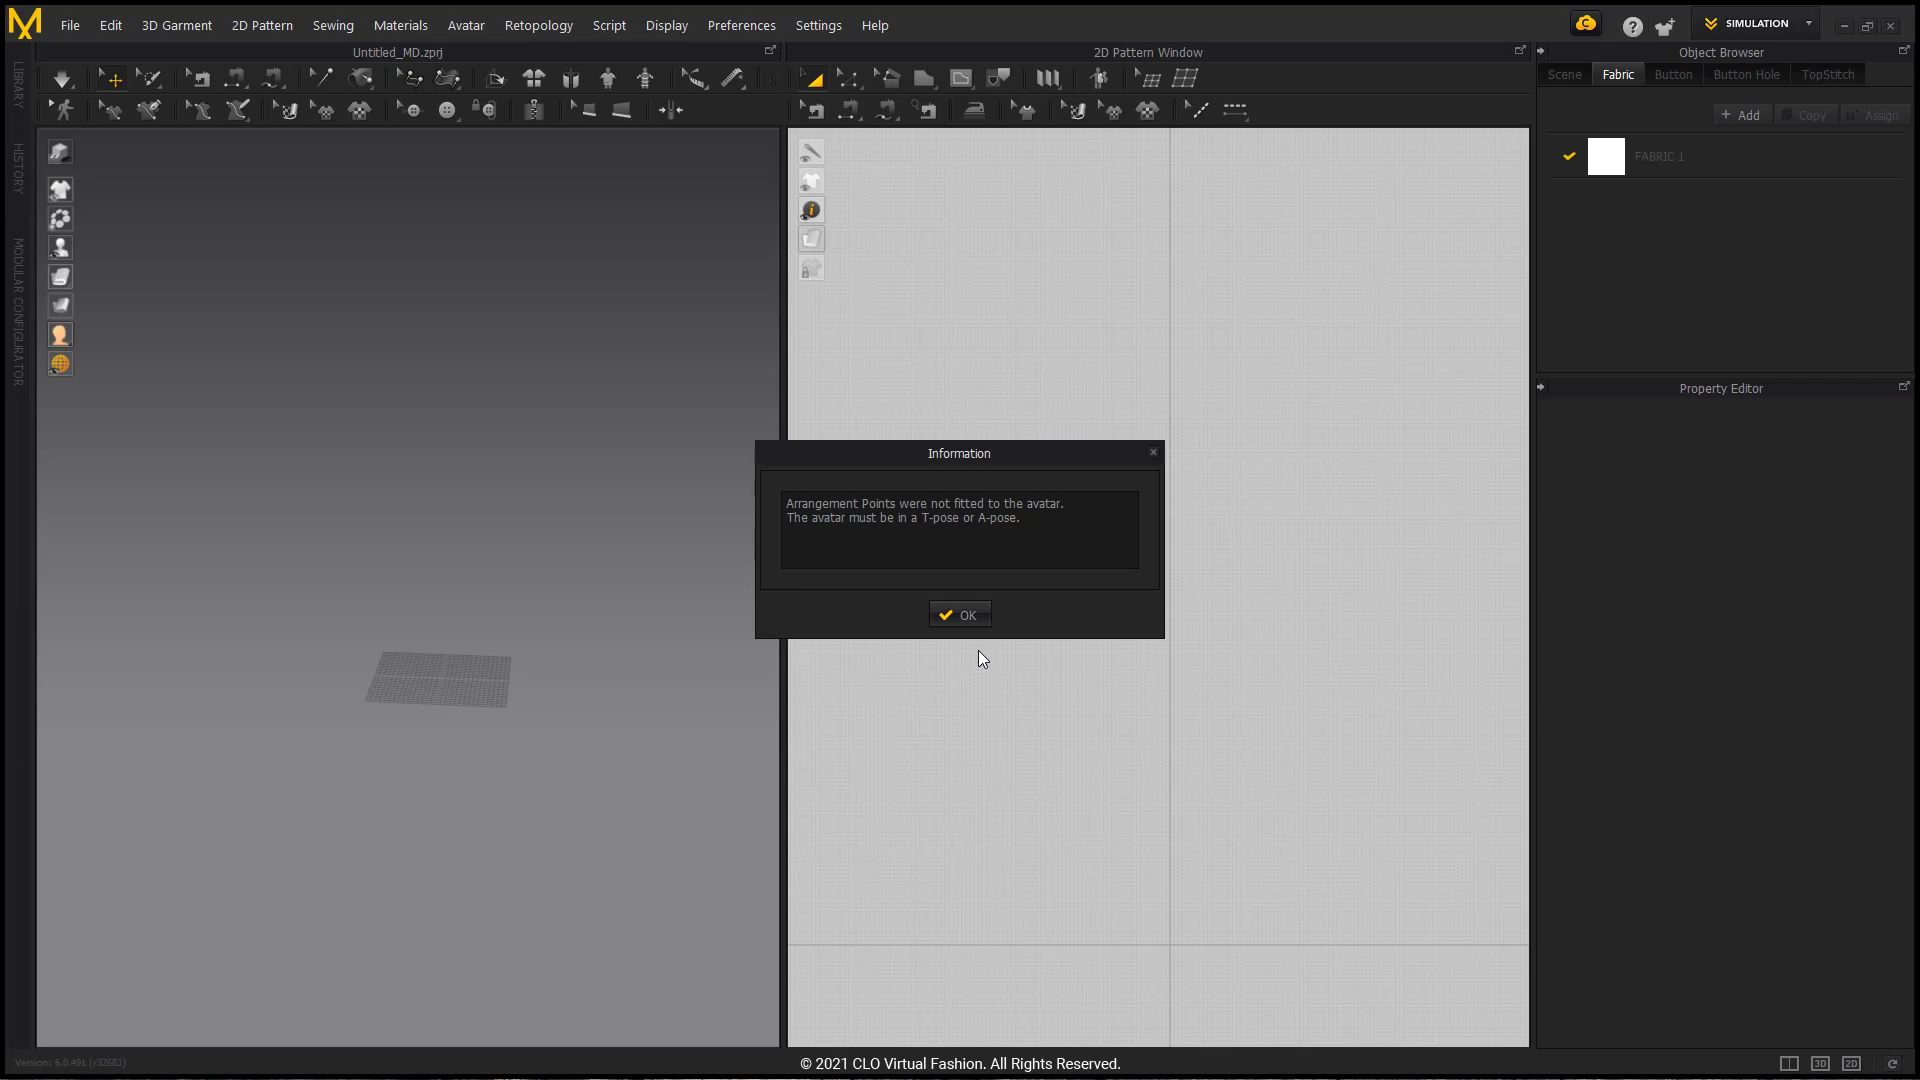 File Edit 3D Garment 2D Pattern Sewing Materials Avatar Retopology Script Display Preferences Settings Help
SIMULATION
Untitled_MD.zprj
2D Pattern Window
Object Browser
Scene Fabric Button Button Hole TopStitch
+ Add Copy Assign
FABRIC 1
LIBRARY
HISTORY
MODULAR CONFIGURATOR
Property Editor
Information
Arrangement Points were not fitted to the avatar.
The avatar must be in a T-pose or A-pose.
OK
Version: 6.0.491 (r32683)
© 2021 CLO Virtual Fashion. All Rights Reserved.
3D
2D